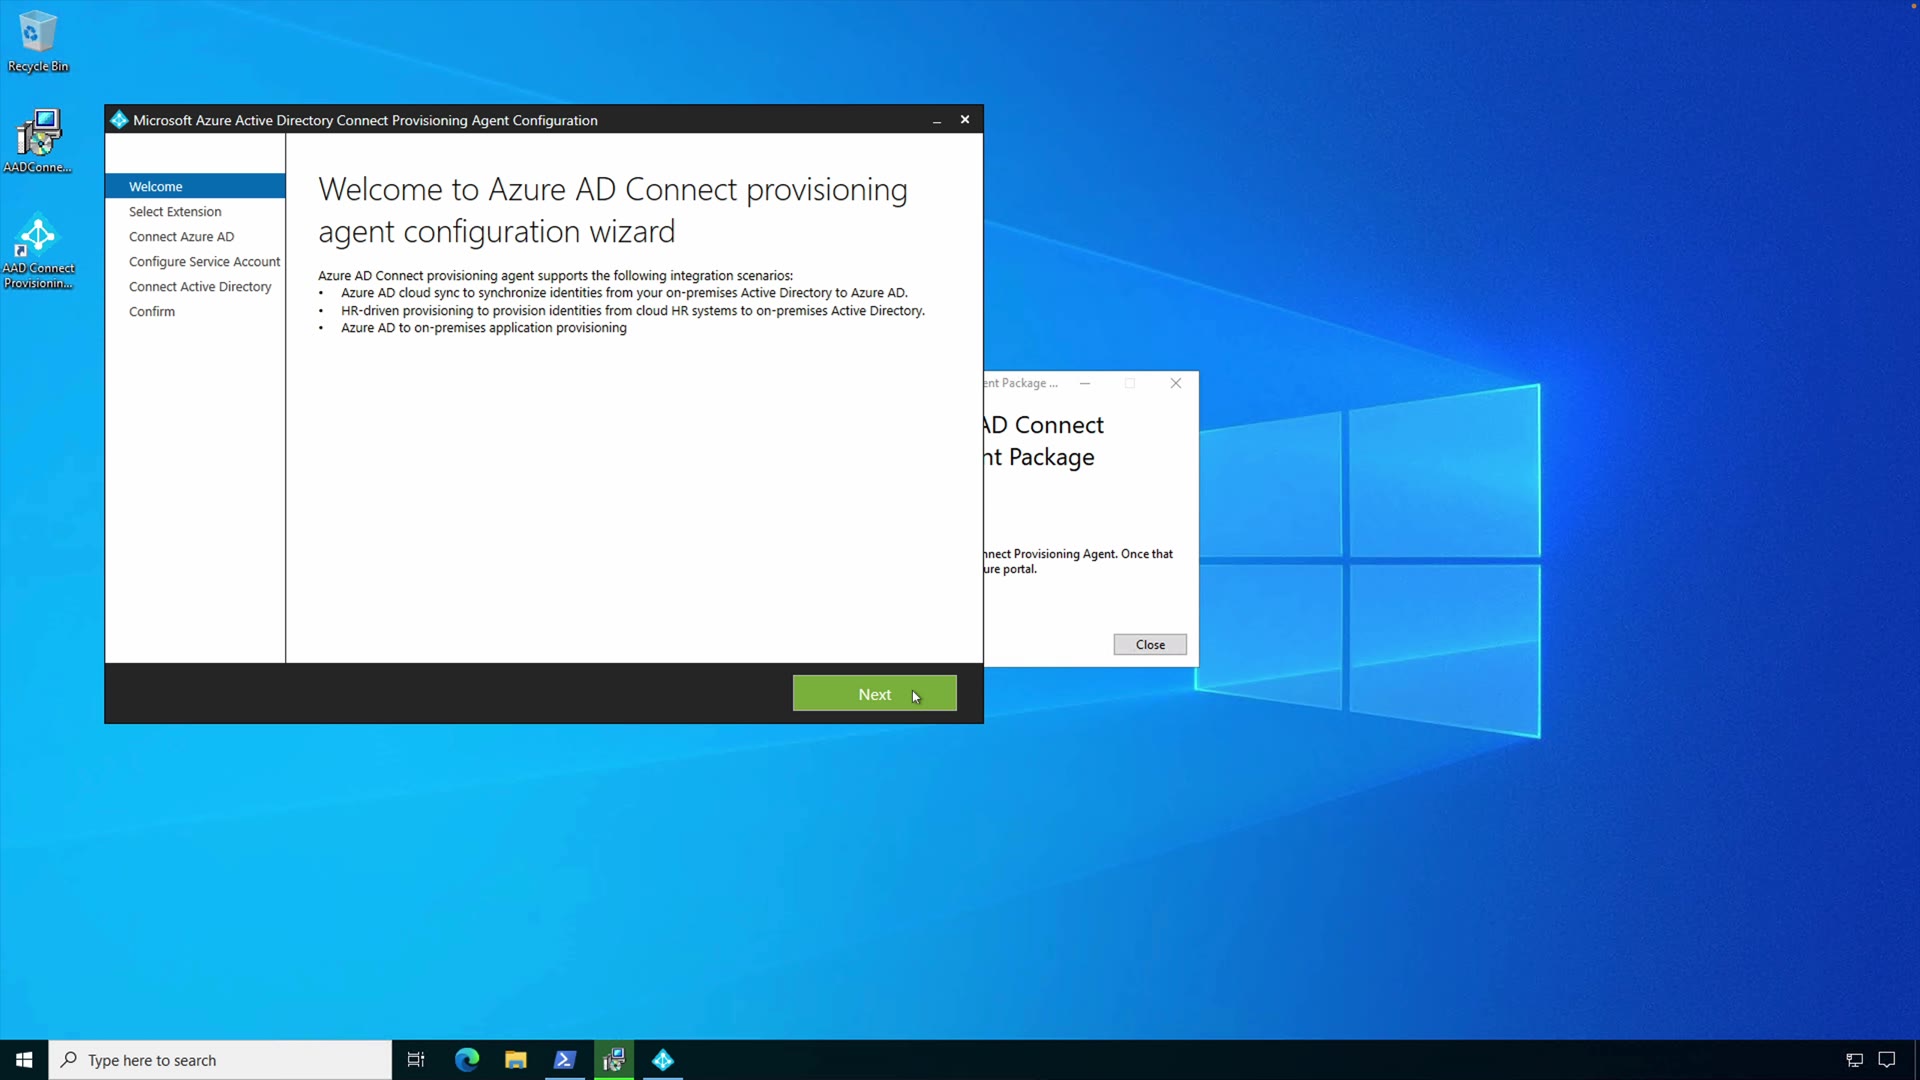 Recycle Bin
AADConne...
AAD Connect
Provisionin...
Microsoft Azure Active Directory Connect Provisioning Agent Configuration
Welcome
Select Extension
Connect Azure AD
Configure Service Account
Connect Active Directory
Confirm
Welcome to Azure AD Connect provisioning
agent configuration wizard
Azure AD Connect provisioning agent supports the following integration scenarios:
• Azure AD cloud sync to synchronize identities from your on-premises Active Directory to Azure AD.
• HR-driven provisioning to provision identities from cloud HR systems to on-premises Active Directory.
• Azure AD to on-premises application provisioning
Next
ent Package ...
AD Connect
nt Package
nnect Provisioning Agent. Once that
ure portal.
Close
Type here to search